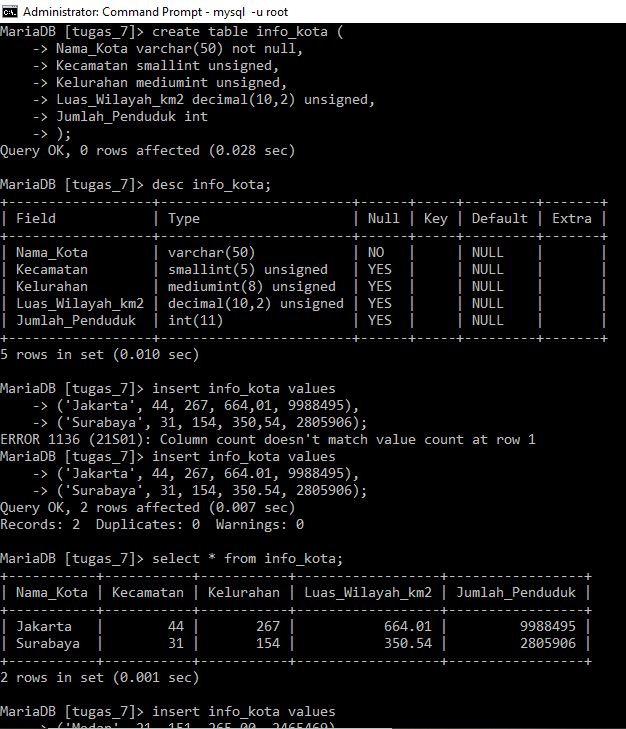 Administrator: Command Prompt - mysql -u root
MariaDB [tugas_7]> create table info_kota (
    -> Nama_Kota varchar(50) not null,
    -> Kecamatan smallint unsigned,
    -> Kelurahan mediumint unsigned,
    -> Luas_Wilayah_km2 decimal(10,2) unsigned,
    -> Jumlah_Penduduk int
    -> );
Query OK, 0 rows affected (0.028 sec)
MariaDB [tugas_7]> desc info_kota;
+------------------+------------------------+------+-----+---------+-------+
| Field            | Type                   | Null | Key | Default | Extra |
+------------------+------------------------+------+-----+---------+-------+
| Nama_Kota        | varchar(50)            | NO   |     | NULL    |       |
| Kecamatan        | smallint(5) unsigned   | YES  |     | NULL    |       |
| Kelurahan        | mediumint(8) unsigned  | YES  |     | NULL    |       |
| Luas_Wilayah_km2 | decimal(10,2) unsigned | YES  |     | NULL    |       |
| Jumlah_Penduduk  | int(11)                | YES  |     | NULL    |       |
+------------------+------------------------+------+-----+---------+-------+
5 rows in set (0.010 sec)
MariaDB [tugas_7]> insert info_kota values
    -> ('Jakarta', 44, 267, 664,01, 9988495),
    -> ('Surabaya', 31, 154, 350,54, 2805906);
ERROR 1136 (21S01): Column count doesn't match value count at row 1
MariaDB [tugas_7]> insert info_kota values
    -> ('Jakarta', 44, 267, 664.01, 9988495),
    -> ('Surabaya', 31, 154, 350.54, 2805906);
Query OK, 2 rows affected (0.007 sec)
Records: 2  Duplicates: 0  Warnings: 0
MariaDB [tugas_7]> select * from info_kota;
+-----------+-----------+-----------+------------------+-----------------+
| Nama_Kota | Kecamatan | Kelurahan | Luas_Wilayah_km2 | Jumlah_Penduduk |
+-----------+-----------+-----------+------------------+-----------------+
| Jakarta   |        44 |       267 |           664.01 |         9988495 |
| Surabaya  |        31 |       154 |           350.54 |         2805906 |
+-----------+-----------+-----------+------------------+-----------------+
2 rows in set (0.001 sec)
MariaDB [tugas_7]> insert info_kota values
    -> ('Medan', 21, 151, 265.00, 2465469)